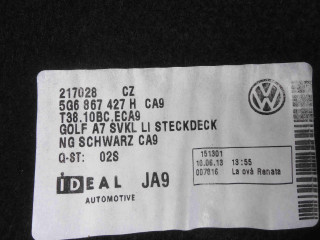 217028 CZ
5G6 867 427 H CA9
T38.10BC,ECA9
GOLF A7 SVKL LI STECKDECK
NG SCHWARZ CA9
Q-ST: 02S
151301
10.06.13 13:55
007816 La ová Renata
IDEAL JA9
AUTOMOTIVE